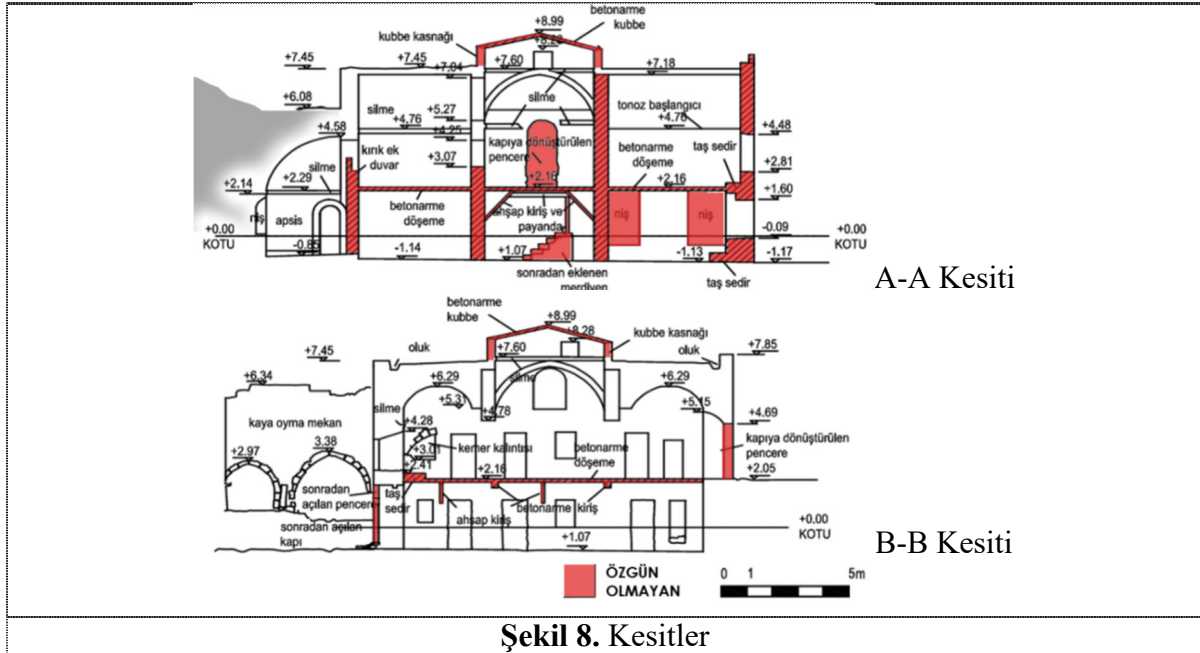 betonarme
kubbe
+8.99
kubbe kasnağı
+8.28
+7.45
+7.45
+7.04
+7.60
+7.18
+6.08
silme
silme
tonoz başlangıcı
+5.27
+4.76
+4.76
+4.58
+4.25
+4.48
kırık ek
duvar
kapıya dönüştürülen
pencere
betonarme
döşeme
taş sedir
silme
+3.07
+2.81
+2.14
+2.29
+2.16
+2.16
+1.60
niş
apsis
betonarme
döşeme
ahşap kiriş ve
payanda
niş
niş
+0.00
KOTU
-0.09
+0.00
KOTU
-0.85
-1.14
+1.07
-1.13
-1.17
sonradan eklenen
merdiven
taş sedir
A-A Kesiti
betonarme
kubbe
+8.99
+8.28
kubbe kasnağı
oluk
oluk
+7.45
+7.60
+7.85
silme
+6.34
+6.29
+6.29
+5.31
+5.15
silme
+4.78
kaya oyma mekan
+4.28
+4.69
kemer kalıntısı
betonarme
döşeme
kapıya dönüştürülen
pencere
+2.97
3.38
+3.01
+2.41
+2.16
+2.05
sonradan
açılan pencere
taş
sedir
ahşap kiriş
betonarme kiriş
sonradan açılan
kapı
+0.00
KOTU
+1.07
B-B Kesiti
ÖZGÜN
OLMAYAN
0 1 5m
Şekil 8. Kesitler